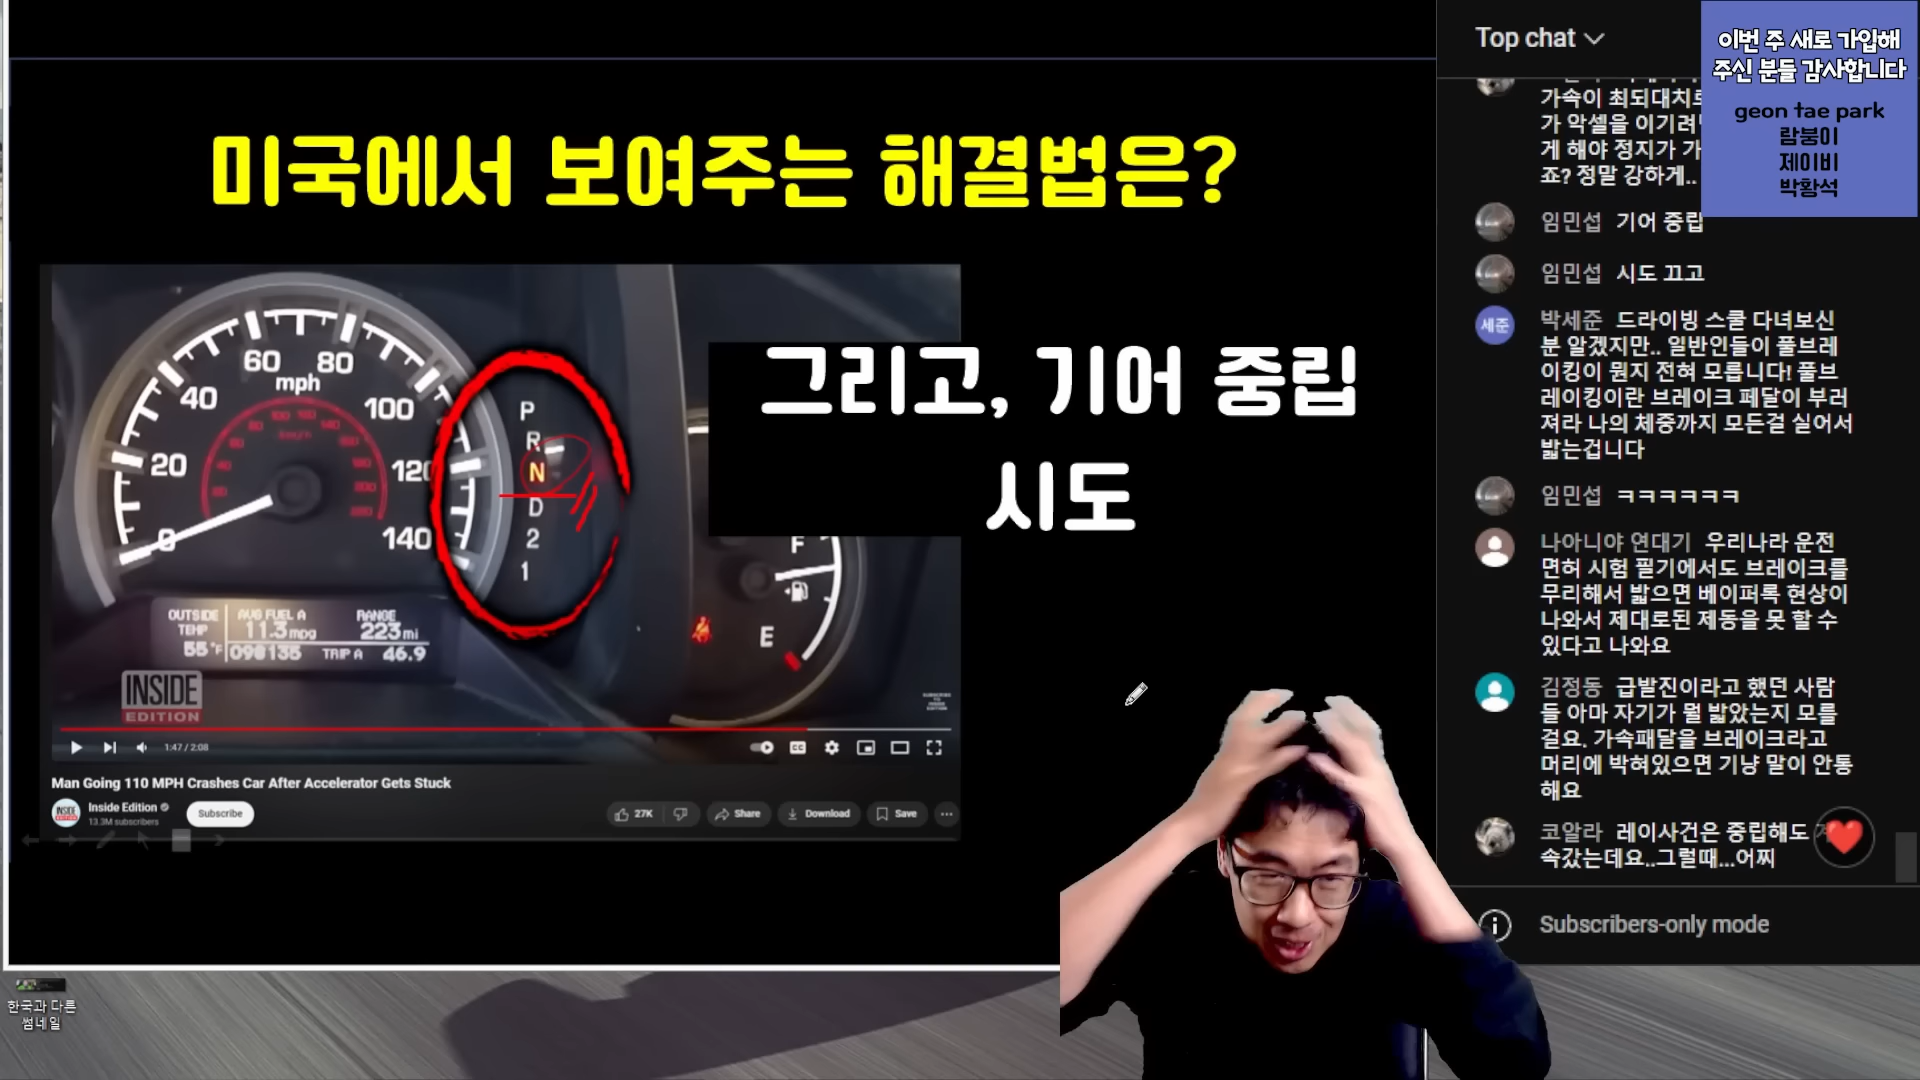 미국에서 보여주는 해결법은?
그리고, 기어 중립
시도
60 80
mph
40
100
20
120
0
140
P
R
N
D
2
1
F
E
OUTSIDE
TEMP
55°F
AVG FUEL A
11.3mpg
RANGE
223mi
098135
TRIP A 46.9
INSIDE
EDITION
1:47 / 2:08
CC
Man Going 110 MPH Crashes Car After Accelerator Gets Stuck
Inside Edition
13.3M subscribers
Subscribe
27K
Share
Download
Save
Top chat
이번 주 새로 가입해
주신 분들 감사합니다
geon tae park
람붕이
제이비
박황석
가속이 최되대치로
가 악셀을 이기려
게 해야 정지가 가
죠? 정말 강하게..
임민섭 기어 중립
임민섭 시도 끄고
세준
박세준 드라이빙 스쿨 다녀보신
분 알겠지만.. 일반인들이 풀브레
이킹이 뭔지 전혀 모릅니다! 풀브
레이킹이란 브레이크 페달이 부러
져라 나의 체중까지 모든걸 실어서
밟는겁니다
임민섭 ㅋㅋㅋㅋㅋㅋ
나아니야 연대기 우리나라 운전
면허 시험 필기에서도 브레이크를
무리해서 밟으면 베이퍼록 현상이
나와서 제대로된 제동을 못 할 수
있다고 나와요
김정동 급발진이라고 했던 사람
들 아마 자기가 뭘 밟았는지 모를
걸요. 가속패달을 브레이크라고
머리에 박혀있으면 기냥 말이 안통
해요
코알라 레이사건은 중립해도
속갔는데요..그럴때...어찌
Subscribers-only mode
한국과 다른
썸네일